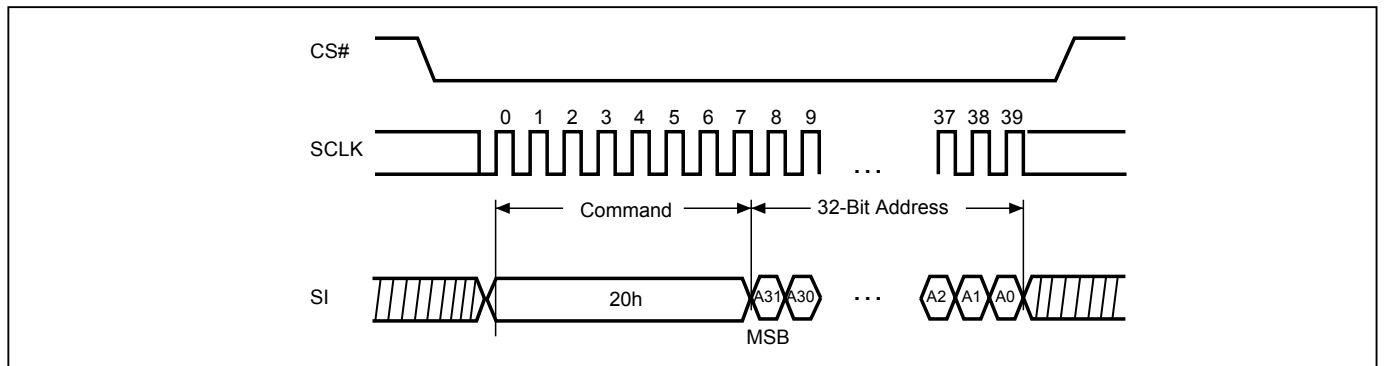 CS#
0 1 2 3 4 5 6 7 8 9 37 38 39
SCLK
...
Command 32-Bit Address
SI 20h A31 A30 ... A2 A1 A0
MSB